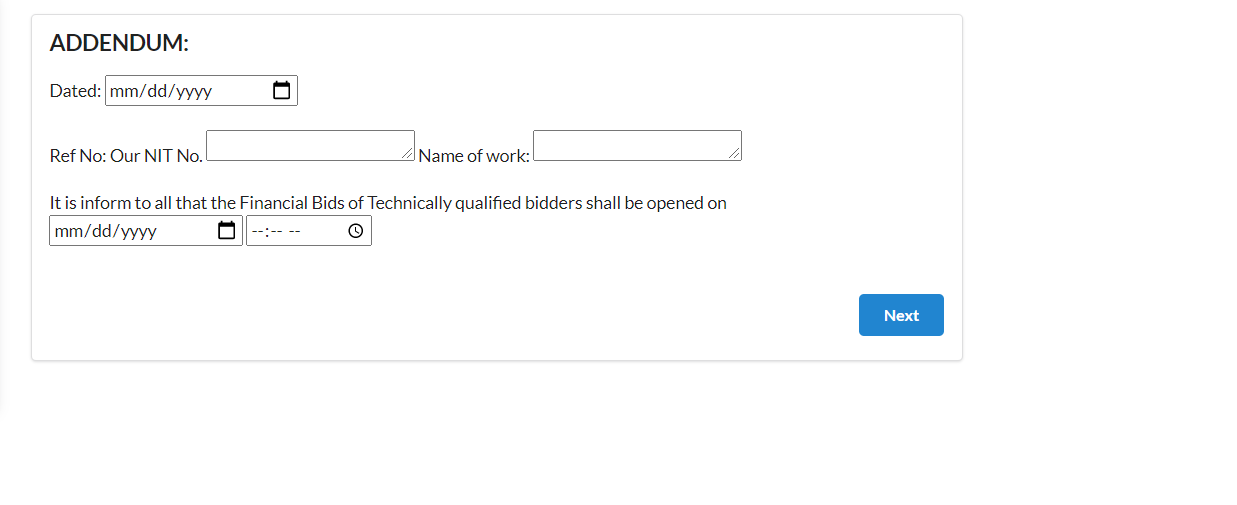 ADDENDUM:
Dated: mm/dd/yyyy
Ref No: Our NIT No. Name of work:
It is inform to all that the Financial Bids of Technically qualified bidders shall be opened on
mm/dd/yyyy --:-- --
Next